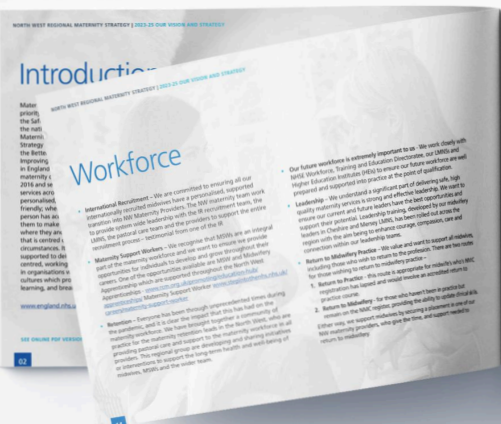 NORTH WEST REGIONAL MATERNITY STRATEGY | 2023-25 OUR VISION AND STRATEGY
Introduction
Mater
priority
the Saf
the nati
Materni
Strategy
the Bette
Improving
in England
maternity
2016 and se
services acro
personalised,
friendly; whe
person has ac
them to make
where they and
that is centred
circumstances. It
supported to del
centred, working
in organisations
cultures which pro
learning, and brea
www.england.nhs.u
SEE ONLINE PDF VERSION
02
NORTH WEST REGIONAL MATERNITY STRATEGY | 2023-25 OUR VISION AND STRATEGY
Workforce
• International Recruitment – We are committed to ensuring all our
internationally recruited midwives have a personalised, supported
transition into NW Maternity Providers. The NW maternity team work
to provide system wide leadership with the IR recruitment team, the
LMNS, the pastoral care team and the providers to support the entire
recruitment process – pastoral from one of the IR
• Maternity Support Workers – We recognise that MSWs are an integral
part of the maternity workforce and we want to ensure we provide
opportunities for individuals to develop and grow throughout their
careers. One of the opportunities available are MSW and Midwifery
Apprenticeship which are supported throughout the North West
• Retention – Everyone has been through unprecedented times during
the pandemic, and it is clear the impact that this has had on the
maternity workforce. We have brought together a community of
practice for the maternity retention leads in the North West, who are
providing pastoral care and support to the maternity workforce in all
providers. This regional group are developing and sharing initiatives
or interventions to support the long-term health and well-being of
midwives, MSWs and the wider team.
• Our future workforce is extremely important to us - We work closely with
NHSE Workforce, Training and Education Directorate, our LMNSs and
Higher Education Institutes (HEIs) to ensure our future workforce are well
prepared and supported into practice at the point of qualification.
• Leadership – We understand a significant part of delivering safe, high
quality maternity services is strong and effective leadership. We want to
ensure our current and future leaders have the best opportunities and
support their potential. Leadership training, developed by our midwifery
leaders in Cheshire and Mersey LMNS, has been rolled out across the
region with the aim being to enhance courage, compassion, care and
connection within our leadership teams.
• Return to Midwifery Practice – We value and want to support all midwives,
including those who wish to return to the profession. There are two routes
for those wishing to return to midwifery practice –
1. Return to Practice – this route is appropriate for midwife's who's NMC
registration has lapsed and would involve an accredited return to
practice course.
2. Return to Midwifery - for those who haven't been in practice but
remain on the NMC register, providing the ability to update clinical skills
Either way, we support midwives by securing a placement in one of our
NW maternity providers, who give the time, and support needed to
return to midwifery.